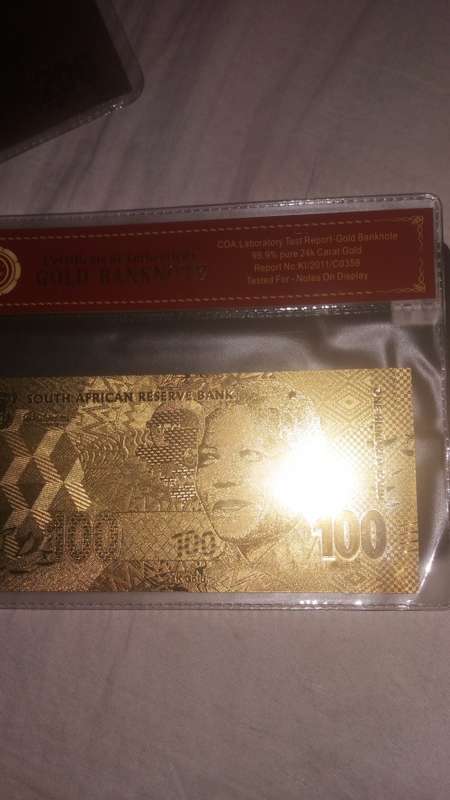 COA Laboratory Test Report-Gold Banknote
99.9% pure 24k Carat Gold
Report No:KI/2011/C0358
Tested For - Notes On Display
GOLD BANKNOTE
SOUTH AFRICAN RESERVE BANK
100
100
100